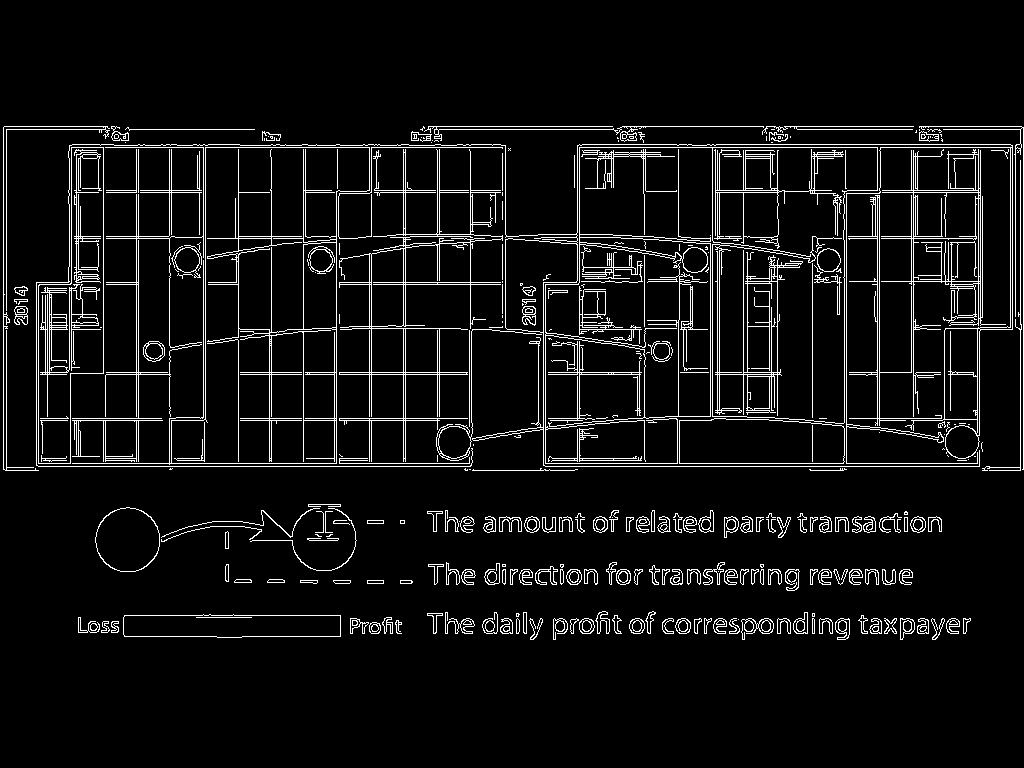 Oct Nov Dec Oct Nov Dec
2014 2014
The amount of related party transaction
The direction for transferring revenue
Loss Profit The daily profit of corresponding taxpayer